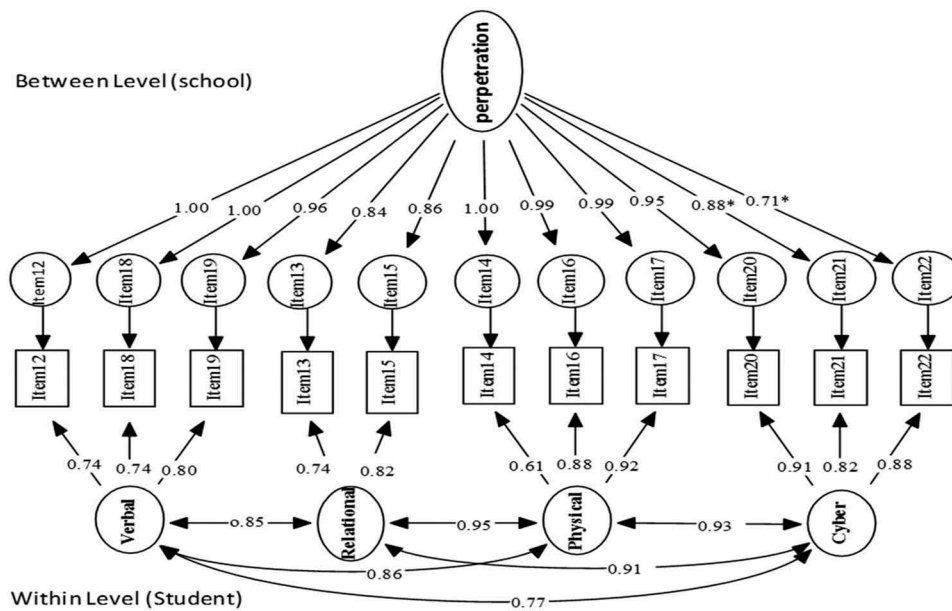 perpetration
Between Level (school)
1.00
1.00
0.96
0.84
0.86
1.00
0.99
0.99
0.95
0.88*
0.71*
Item12
Item18
Item19
Item13
Item15
Item14
Item16
Item17
Item20
Item21
Item22
Item12
Item18
Item19
Item13
Item15
Item14
Item16
Item17
Item20
Item21
Item22
0.74
0.74
0.80
0.74
0.82
0.61
0.88
0.92
0.91
0.82
0.88
Verbal
Relational
Physical
Cyber
0.85
0.95
0.93
0.86
0.91
0.77
Within Level (Student)